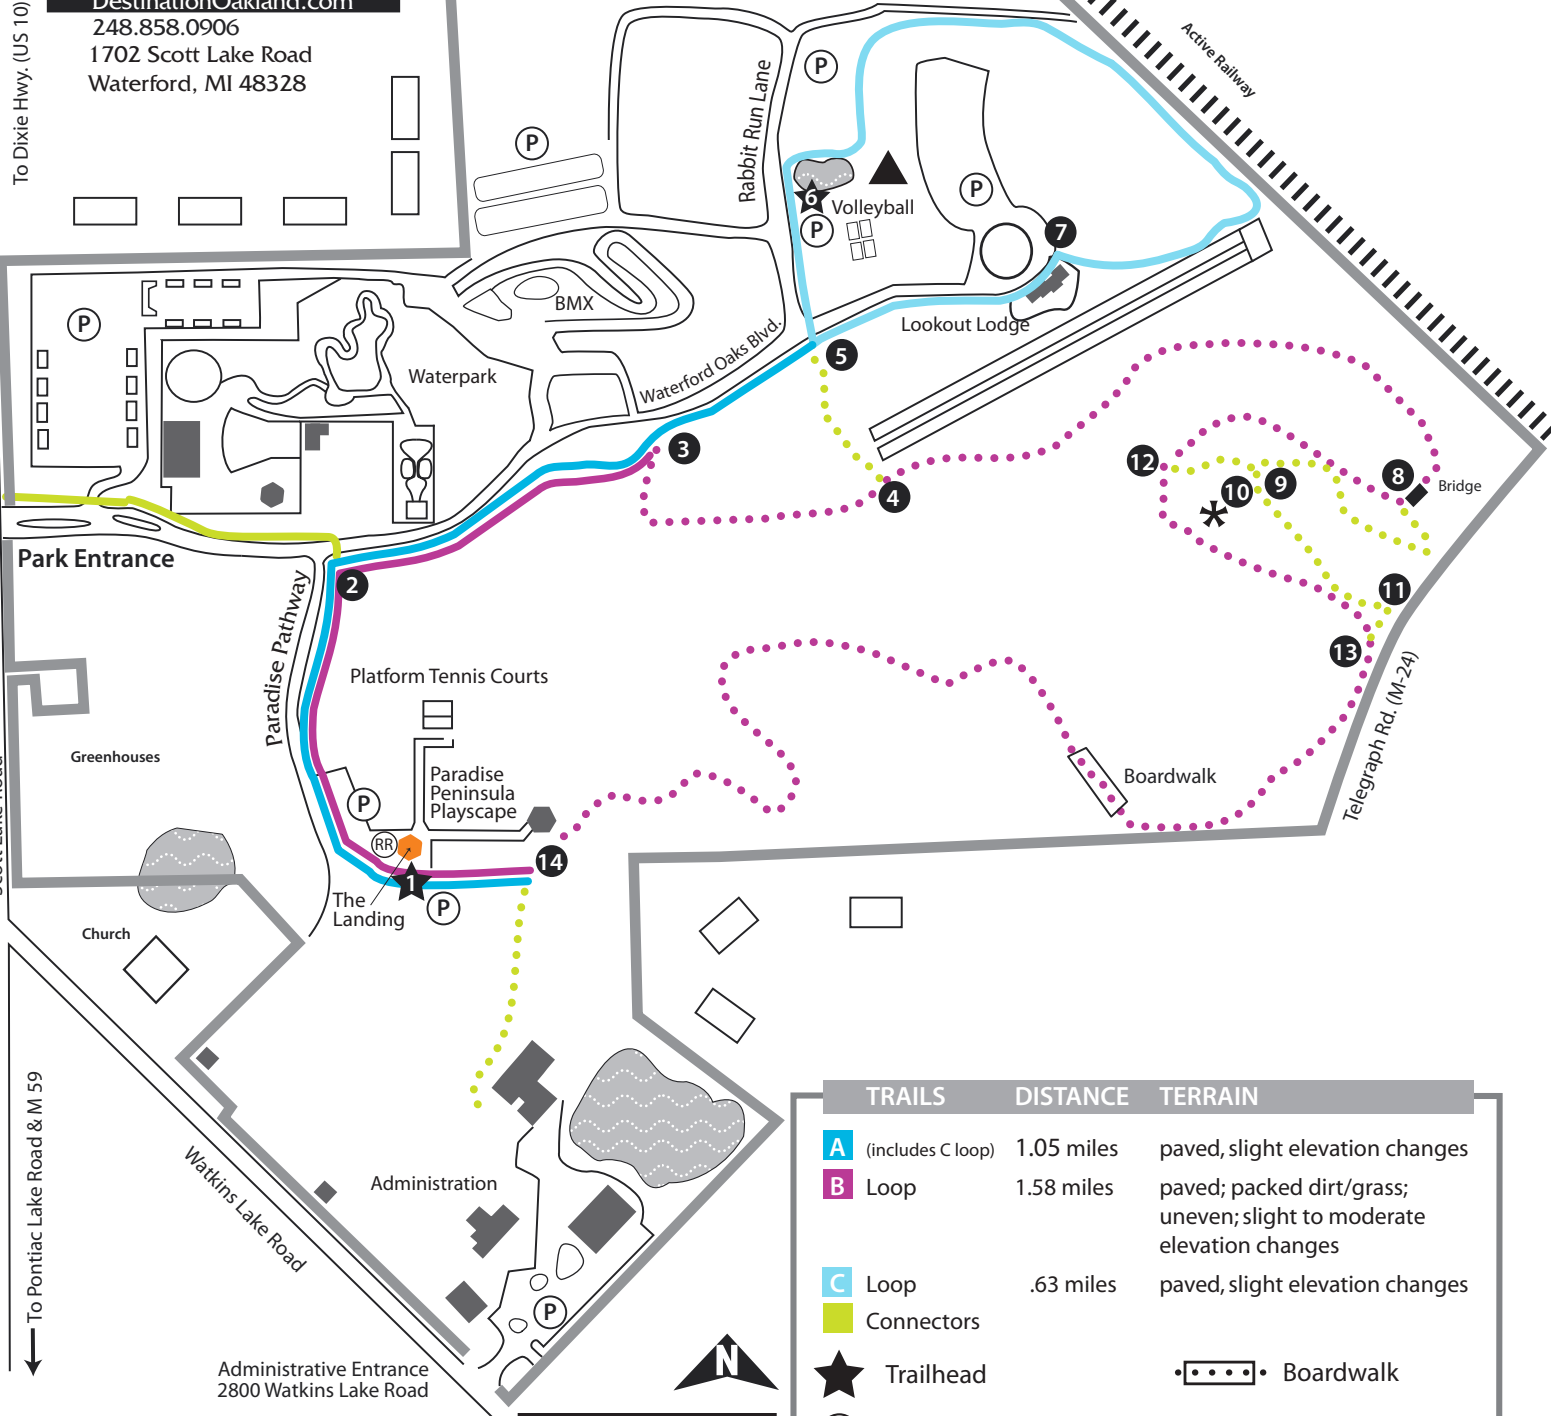 DestinationOakland.com
248.858.0906
1702 Scott Lake Road
Waterford, MI 48328
To Dixie Hwy. (US 10)
Active Railway
P
P
Rabbit Run Lane
P
6
Volleyball
P
7
BMX
P
Waterford Oaks Blvd.
Lookout Lodge
5
Waterpark
3
12
8
9
10
Bridge
4
Park Entrance
2
11
Paradise Pathway
13
Platform Tennis Courts
Telegraph Rd. (M-24)
Greenhouses
Paradise
Peninsula
Playscape
P
Boardwalk
RR
14
1
The
Landing
P
Church
To Pontiac Lake Road & M 59
Watkins Lake Road
Administration
P
Administrative Entrance
2800 Watkins Lake Road
N
TRAILS DISTANCE TERRAIN
A (includes C loop) 1.05 miles paved, slight elevation changes
B Loop 1.58 miles paved; packed dirt/grass;
uneven; slight to moderate
elevation changes
C Loop .63 miles paved, slight elevation changes
Connectors
Trailhead
Boardwalk